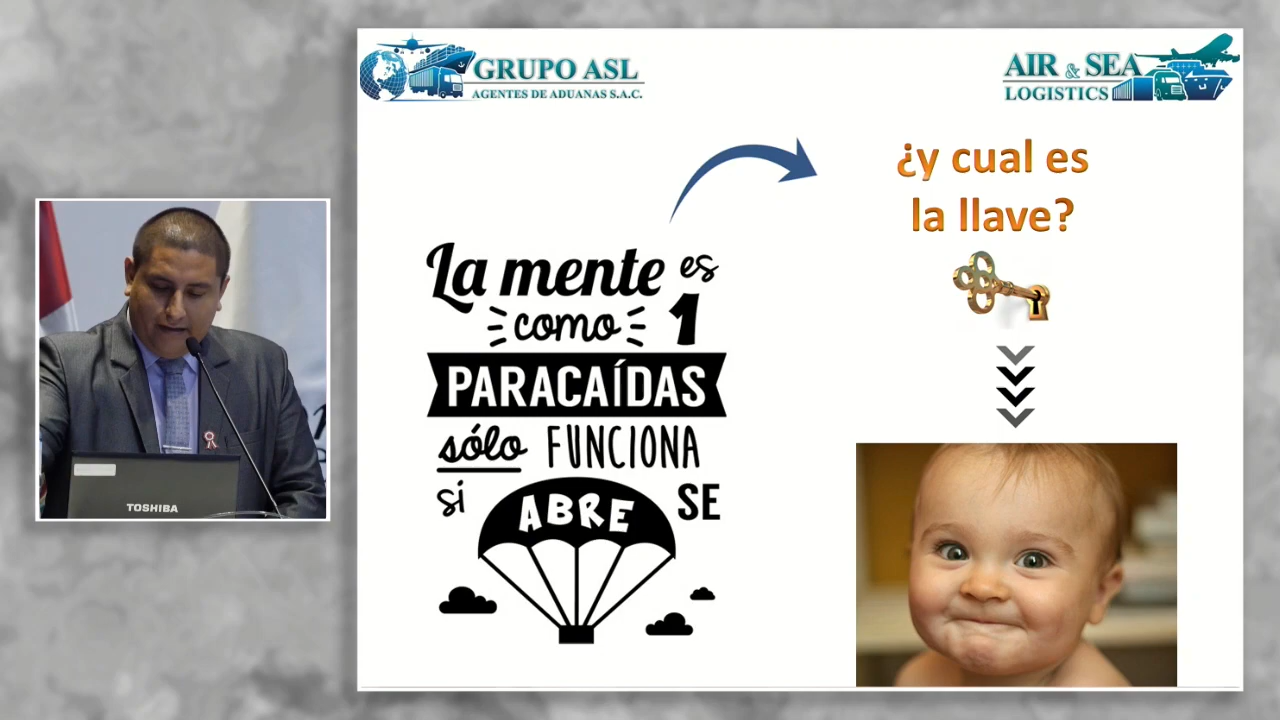 GRUPO ASL
AGENTES DE ADUANAS S.A.C.
AIR & SEA
LOGISTICS
¿y cual es
la llave?
La mente es
como 1
PARACAÍDAS
sólo FUNCIONA
si SE
ABRE
TOSHIBA